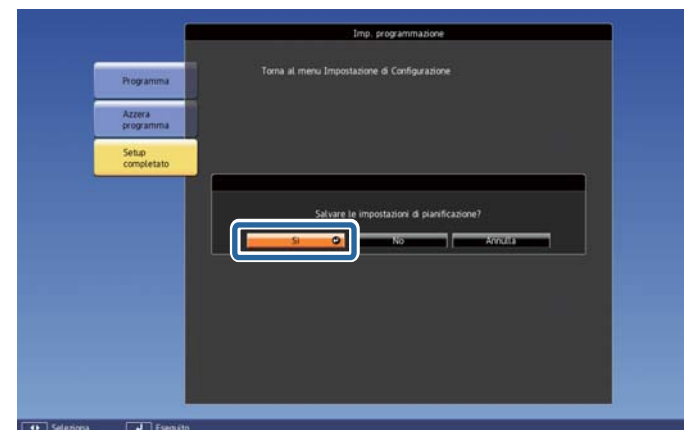 Imp. programmazione
Torna al menu Impostazione di Configurazione
Programma
Azzera
programma
Setup
completato
Salvare le impostazioni di pianificazione?
Sì
No
Annulla
Seleziona
Eseguito